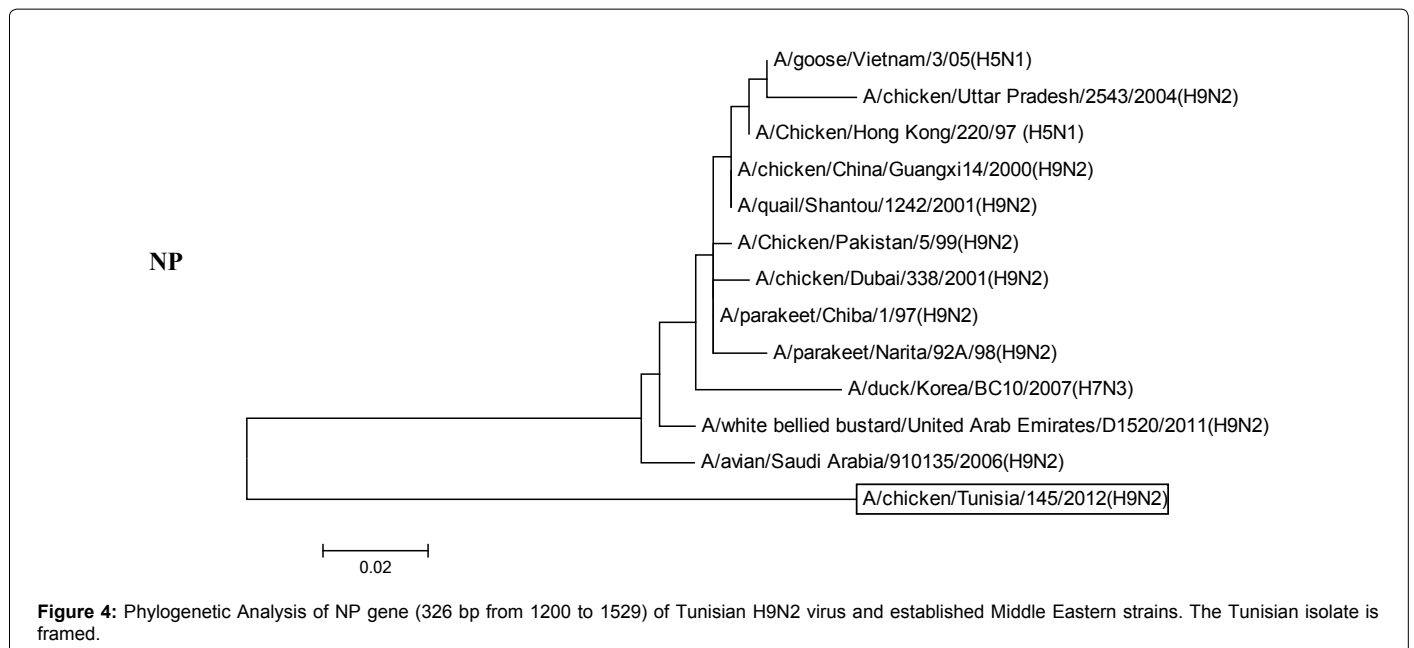 A/goose/Vietnam/3/05(H5N1)
A/chicken/Uttar Pradesh/2543/2004(H9N2)
A/Chicken/Hong Kong/220/97 (H5N1)
A/chicken/China/Guangxi14/2000(H9N2)
A/quail/Shantou/1242/2001(H9N2)
A/Chicken/Pakistan/5/99(H9N2)
NP
A/chicken/Dubai/338/2001(H9N2)
A/parakeet/Chiba/1/97(H9N2)
A/parakeet/Narita/92A/98(H9N2)
A/duck/Korea/BC10/2007(H7N3)
A/white bellied bustard/United Arab Emirates/D1520/2011(H9N2)
A/avian/Saudi Arabia/910135/2006(H9N2)
A/chicken/Tunisia/145/2012(H9N2)
0.02
Figure 4: Phylogenetic Analysis of NP gene (326 bp from 1200 to 1529) of Tunisian H9N2 virus and established Middle Eastern strains. The Tunisian isolate is
framed.